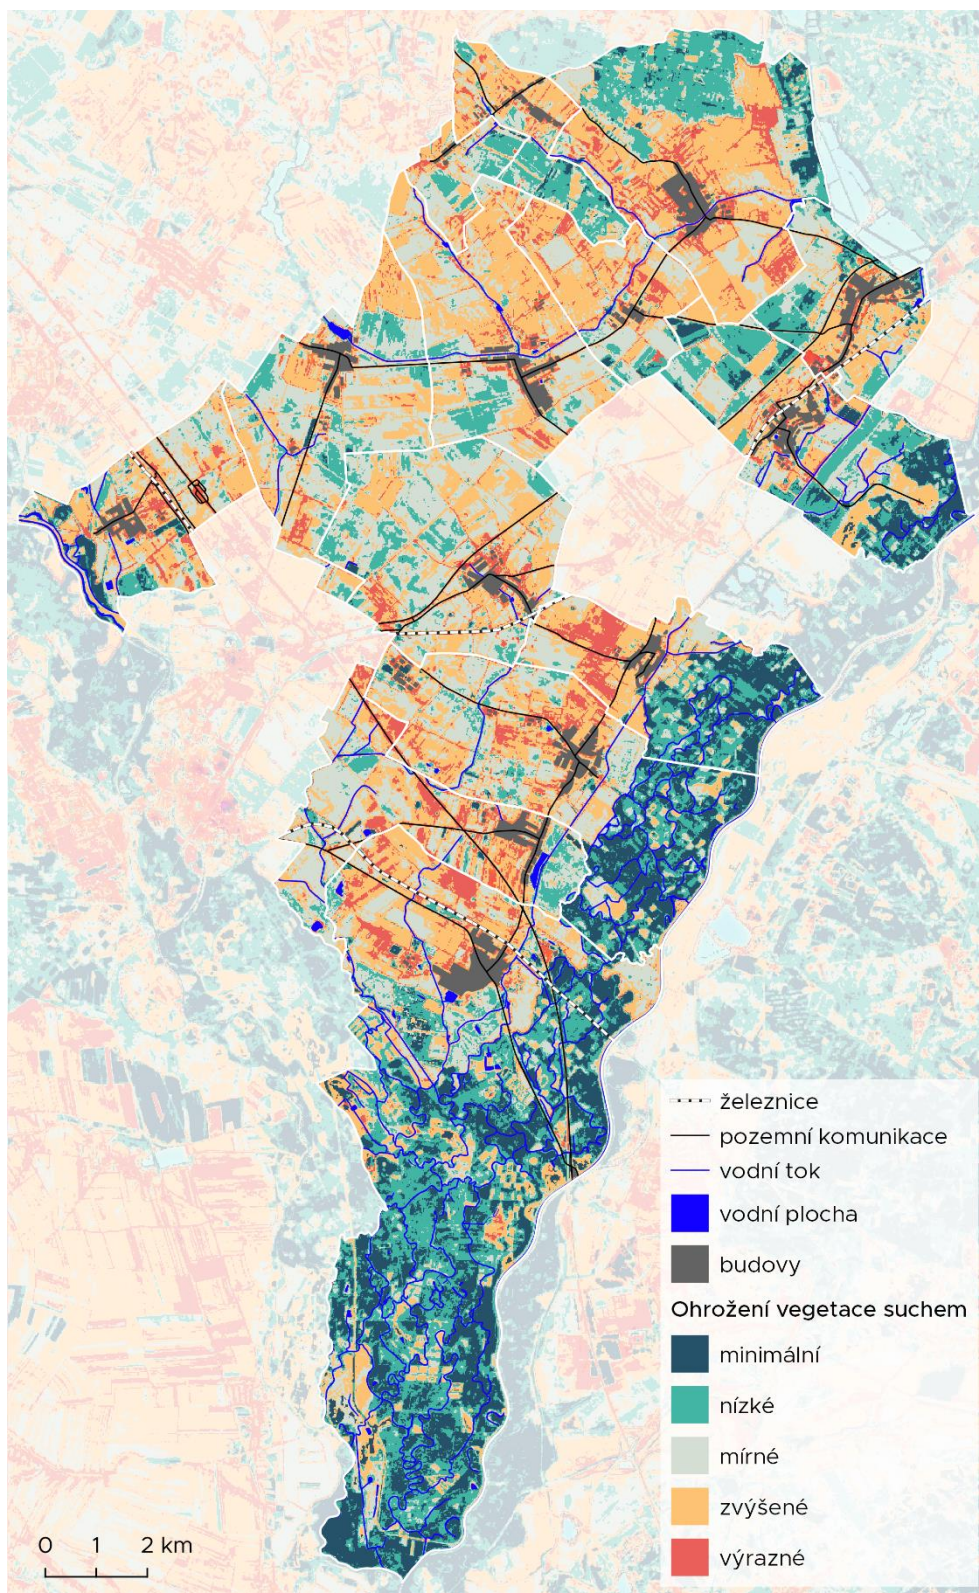 železnice
pozemní komunikace
vodní tok
vodní plocha
budovy
Ohrožení vegetace suchem
minimální
nízké
mírné
zvýšené
výrazné
0 1 2 km